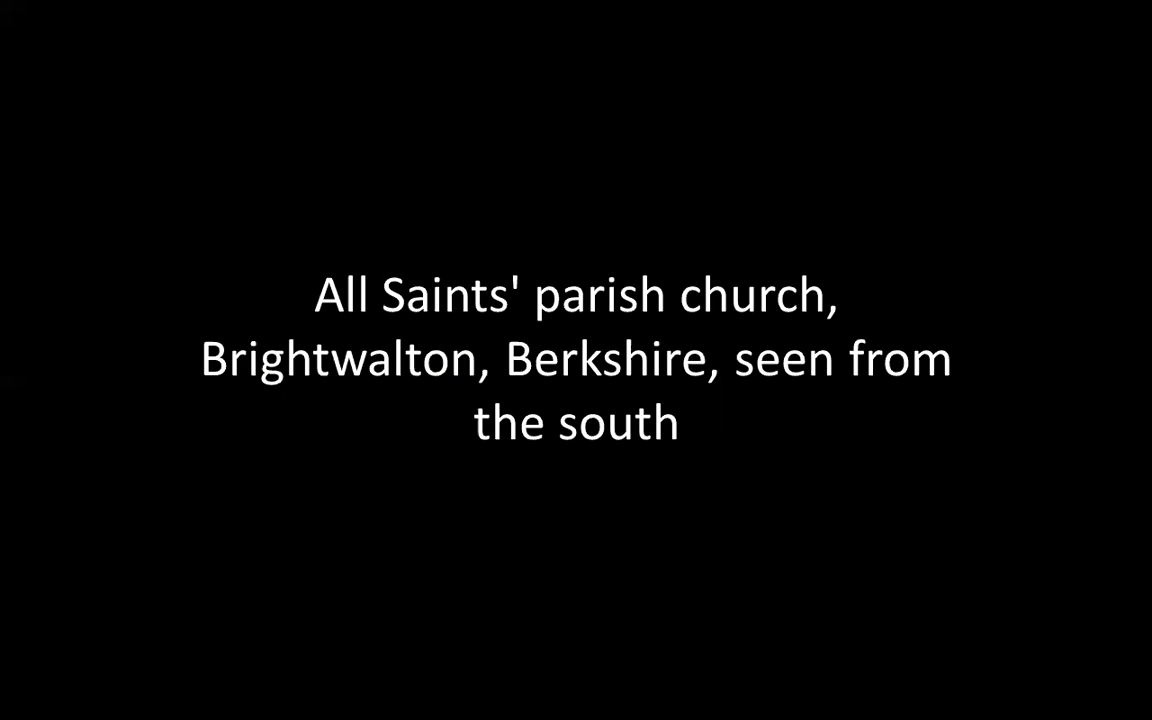 All Saints' parish church,
Brightwalton, Berkshire, seen from
the south